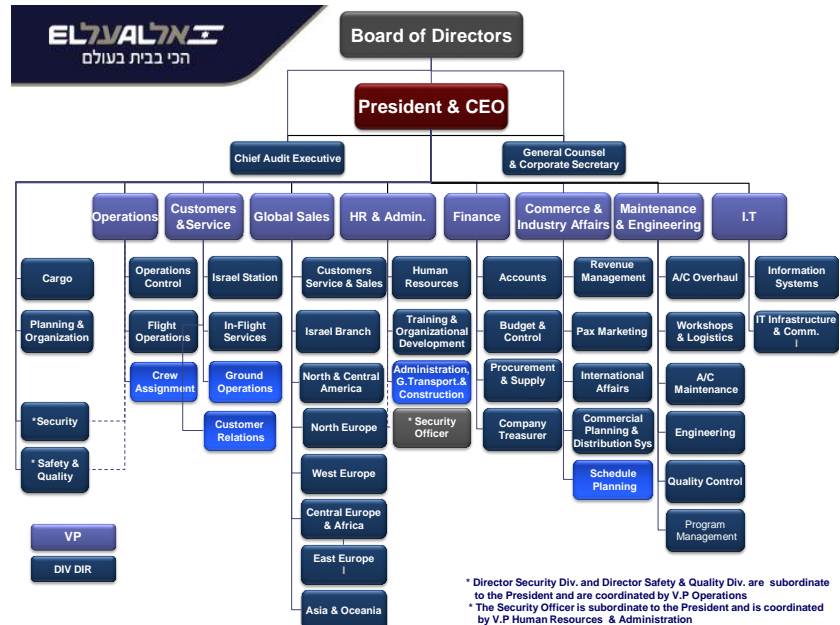 ELאלAL אל על
הכי בבית בעולם
Board of Directors
President & CEO
Chief Audit Executive
General Counsel
& Corporate Secretary
Operations
Customers
&Service
Global Sales
HR & Admin.
Finance
Commerce &
Industry Affairs
Maintenance
& Engineering
I.T
Cargo
Planning &
Organization
*Security
* Safety &
Quality
Operations
Control
Flight
Operations
Crew
Assignment
Israel Station
In-Flight
Services
Ground
Operations
Customer
Relations
Customers
Service & Sales
Israel Branch
North & Central
America
North Europe
West Europe
Central Europe
& Africa
East Europe
Asia & Oceania
Human
Resources
Training &
Organizational
Development
Administration,
G.Transport.&
Construction
* Security
Officer
Accounts
Budget &
Control
Procurement
& Supply
Company
Treasurer
Revenue
Management
Pax Marketing
International
Affairs
Commercial
Planning &
Distribution Sys
Schedule
Planning
A/C Overhaul
Workshops
& Logistics
A/C
Maintenance
Engineering
Quality Control
Program
Management
Information
Systems
IT Infrastructure
& Comm.
VP
DIV DIR
* Director Security Div. and Director Safety & Quality Div. are subordinate
to the President and are coordinated by V.P Operations
* The Security Officer is subordinate to the President and is coordinated
by V.P Human Resources & Administration